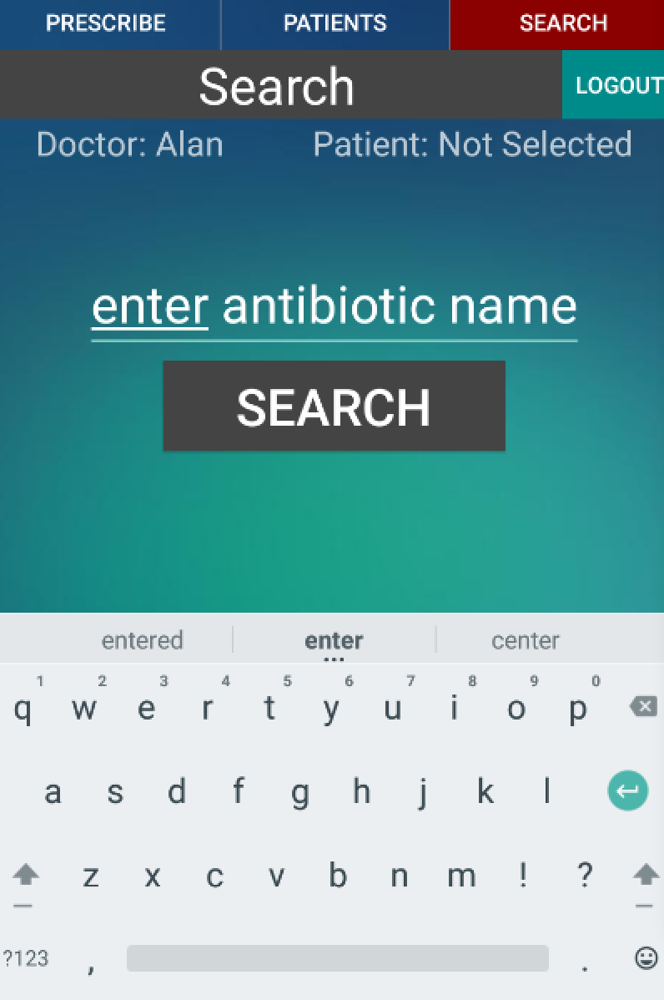 PRESCRIBE PATIENTS SEARCH
Search LOGOUT
Doctor: Alan Patient: Not Selected
enter antibiotic name
SEARCH
entered enter center
1 2 3 4 5 6 7 8 9 0
q w e r t y u i o p
a s d f g h j k l
z x c v b n m ! ?
?123 , .